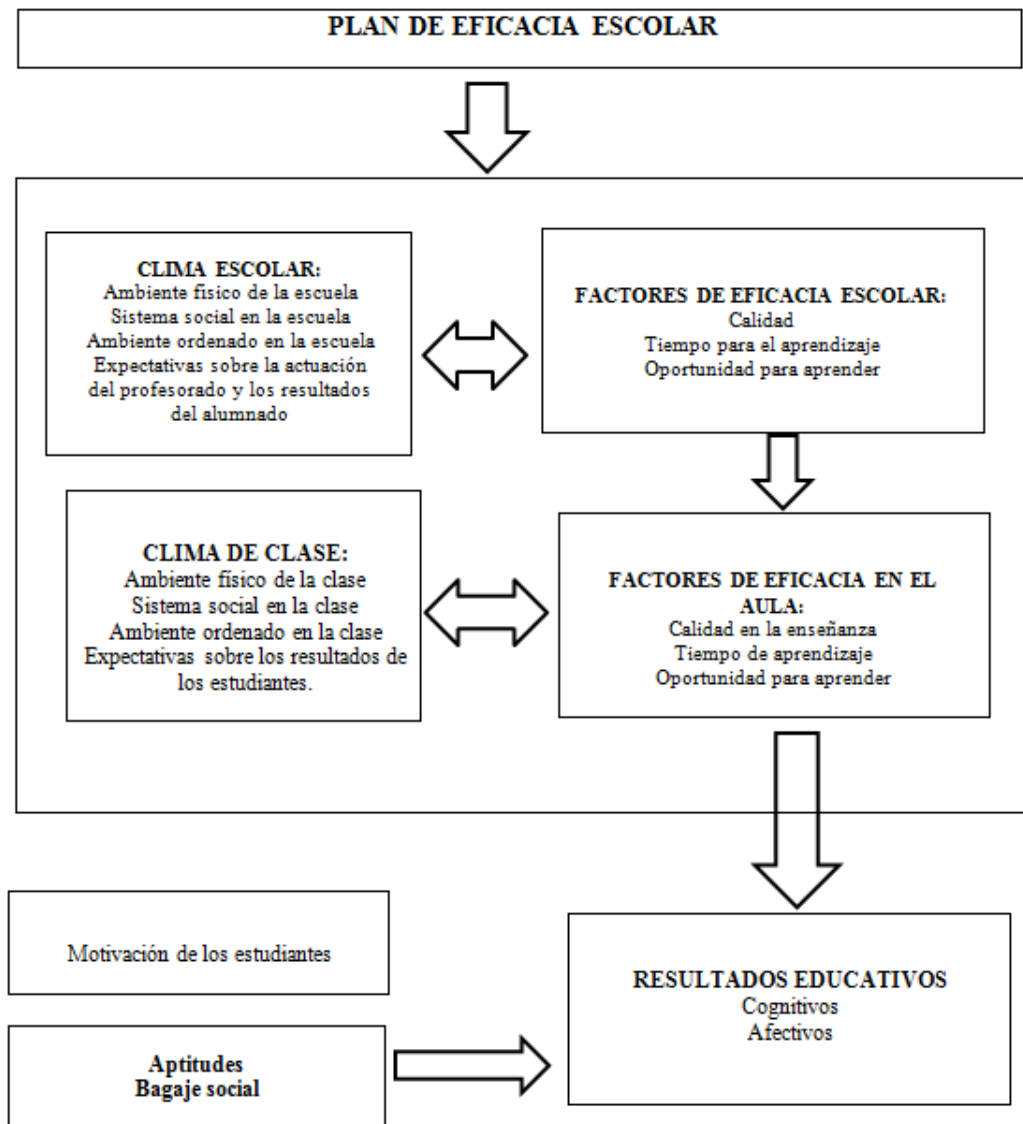 PLAN DE EFICACIA ESCOLAR
CLIMA ESCOLAR:
Ambiente físico de la escuela
Sistema social en la escuela
Ambiente ordenado en la escuela
Expectativas sobre la actuación
del profesorado y los resultados
del alumnado
FACTORES DE EFICACIA ESCOLAR:
Calidad
Tiempo para el aprendizaje
Oportunidad para aprender
CLIMA DE CLASE:
Ambiente físico de la clase
Sistema social en la clase
Ambiente ordenado en la clase
Expectativas sobre los resultados de
los estudiantes.
FACTORES DE EFICACIA EN EL
AULA:
Calidad en la enseñanza
Tiempo de aprendizaje
Oportunidad para aprender
Motivación de los estudiantes
RESULTADOS EDUCATIVOS
Cognitivos
Afectivos
Aptitudes
Bagaje social